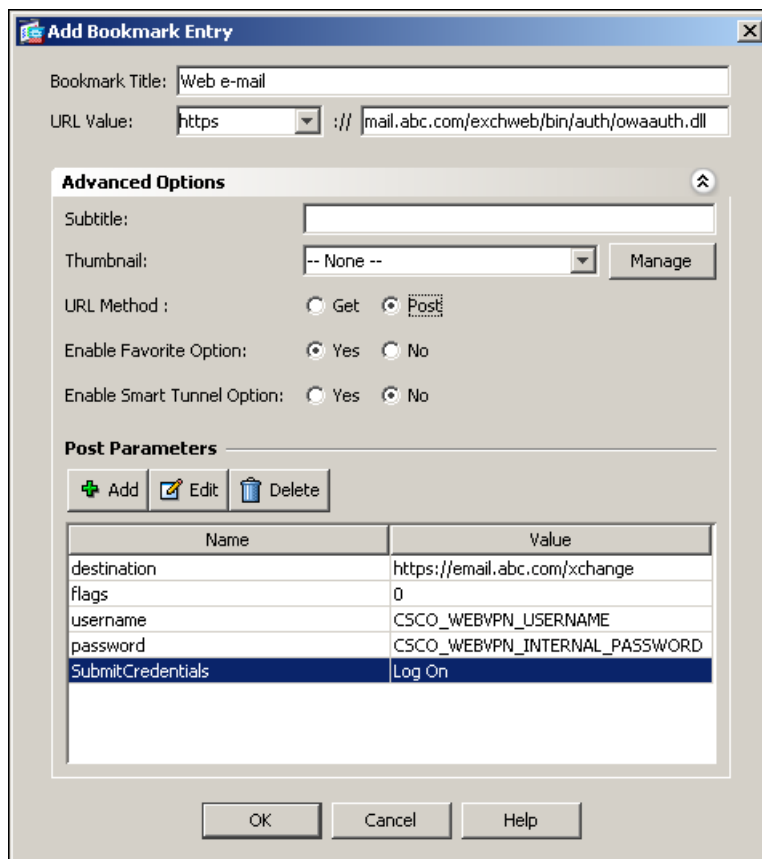 Add Bookmark Entry
Bookmark Title: Web e-mail
URL Value: https :// mail.abc.com/exchweb/bin/auth/owaauth.dll
Advanced Options
Subtitle:
Thumbnail: -- None -- Manage
URL Method : Get Post
Enable Favorite Option: Yes No
Enable Smart Tunnel Option: Yes No
Post Parameters
Add Edit Delete
Name Value
destination https://email.abc.com/xchange
flags 0
username CSCO_WEBVPN_USERNAME
password CSCO_WEBVPN_INTERNAL_PASSWORD
SubmitCredentials Log On
OK Cancel Help